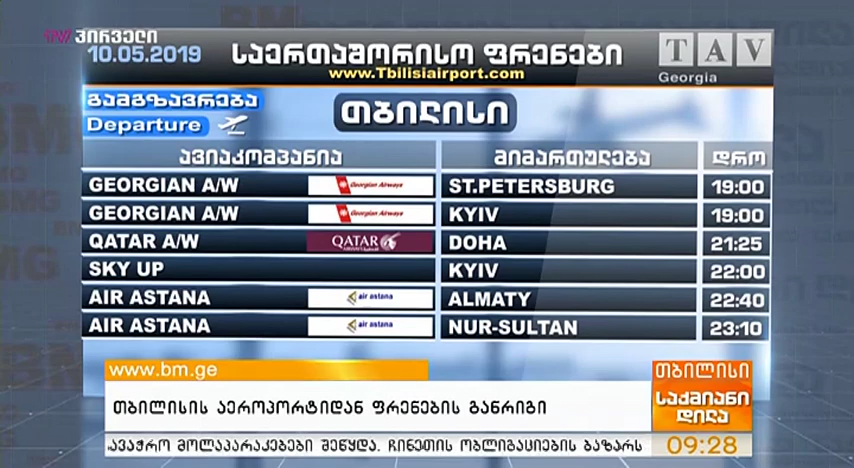 TV პირველი
10.05.2019 საერთაშორისო ფრენები TAV
www.Tbilisiairport.com Georgia
გამგზავრება
Departure
თბილისი
ავიაკომპანია მიმართულება დრო
GEORGIAN A/W Georgian Airways ST.PETERSBURG 19:00
GEORGIAN A/W Georgian Airways KYIV 19:00
QATAR A/W QATAR DOHA 21:25
SKY UP KYIV 22:00
AIR ASTANA air astana ALMATY 22:40
AIR ASTANA air astana NUR-SULTAN 23:10
www.bm.ge
თბილისი
თბილისის აეროპორტიდან ფრენების განრიგი
საქმიანი
დილა
ავაჭრო მოლაპარაკებები შეწყდა. ჩინეთის ობლიგაციების ბაზარს 09:28